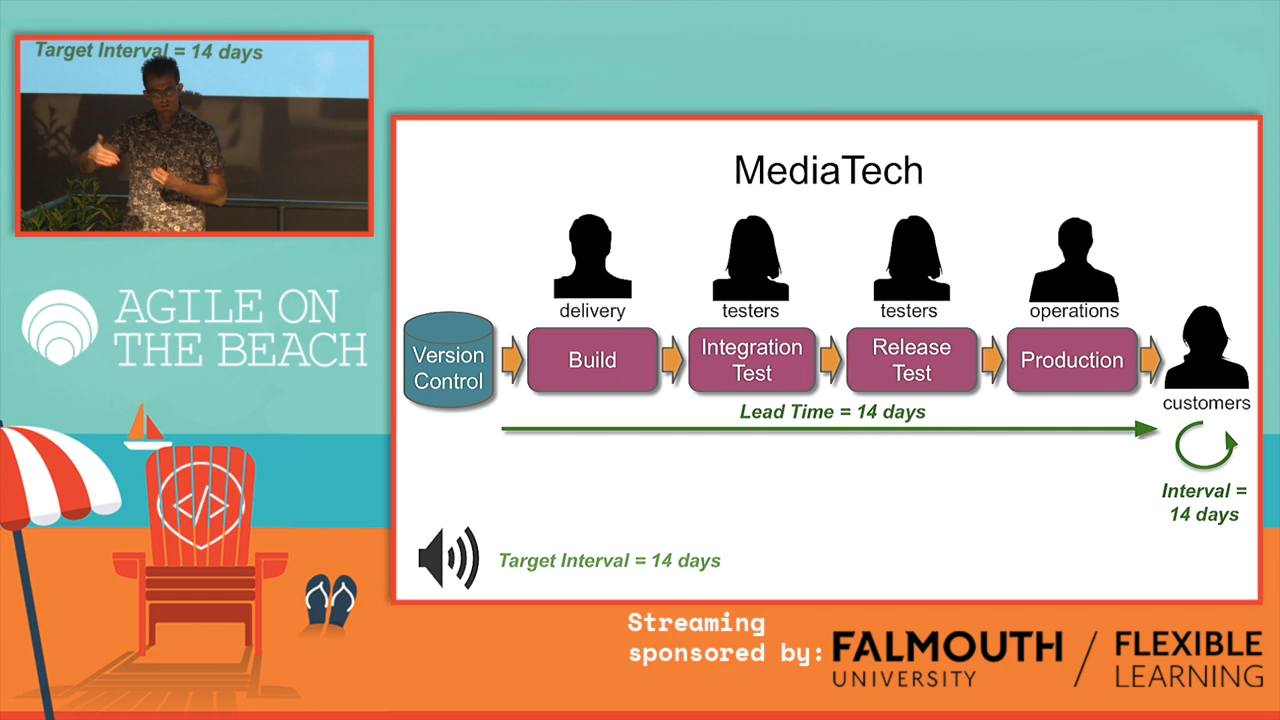 Target Interval = 14 days
AGILE ON
THE BEACH
</>
MediaTech
delivery
testers
testers
operations
Version
Control
Build
Integration
Test
Release
Test
Production
customers
Lead Time = 14 days
Interval =
14 days
Target Interval = 14 days
Streaming
sponsored by:
FALMOUTH
UNIVERSITY
/
FLEXIBLE
LEARNING